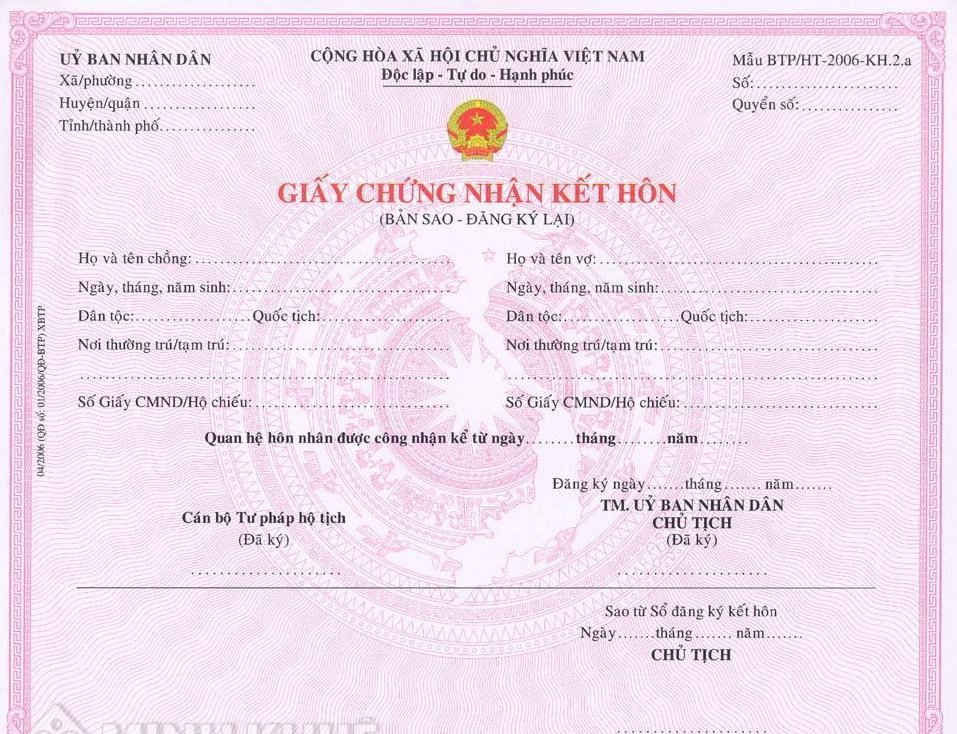 UỶ BAN NHÂN DÂN
Xã/phường....................
Huyện/quận..................
Tỉnh/thành phố................
CỘNG HÒA XÃ HỘI CHỦ NGHĨA VIỆT NAM
Độc lập - Tự do - Hạnh phúc
Mẫu BTP/HT-2006-KH.2.a
Số:.......................
Quyển số:................
GIẤY CHỨNG NHẬN KẾT HÔN
(BẢN SAO - ĐĂNG KÝ LẠI)
Họ và tên chồng:.......................................... Họ và tên vợ:.............................................
Ngày, tháng, năm sinh:.................................... Ngày, tháng, năm sinh:....................................
Dân tộc:...................Quốc tịch:..................... Dân tộc:...................Quốc tịch:.....................
Nơi thường trú/tạm trú:.................................... Nơi thường trú/tạm trú:....................................
............................................................. .............................................................
Số Giấy CMND/Hộ chiếu:................................ Số Giấy CMND/Hộ chiếu:................................
Quan hệ hôn nhân được công nhận kể từ ngày........tháng........năm........
Đăng ký ngày......tháng...... năm......
Cán bộ Tư pháp hộ tịch
(Đã ký)
.........................
TM. UỶ BAN NHÂN DÂN
CHỦ TỊCH
(Đã ký)
.........................
Sao từ Sổ đăng ký kết hôn
Ngày......tháng...... năm......
CHỦ TỊCH
.........................
04/2006 (QĐ số: 01/2006/QĐ-BTP) XBTP